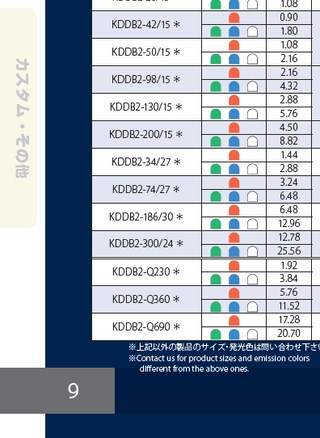 1.08
KDDB2-42/15＊ 0.90
1.80
KDDB2-50/15＊ 1.08
2.16
KDDB2-98/15＊ 2.16
4.32
KDDB2-130/15＊ 2.88
5.76
KDDB2-200/15＊ 4.50
8.82
KDDB2-34/27＊ 1.44
2.88
KDDB2-74/27＊ 3.24
6.48
KDDB2-186/30＊ 6.48
12.96
KDDB2-300/24＊ 12.78
25.56
KDDB2-Q230＊ 1.92
3.84
KDDB2-Q360＊ 5.76
11.52
KDDB2-Q690＊ 17.28
20.70
※上記以外の製品のサイズ・発光色は問い合わせ下さ
※Contact us for product sizes and emission colors
different from the above ones.
カスタム・その他
9